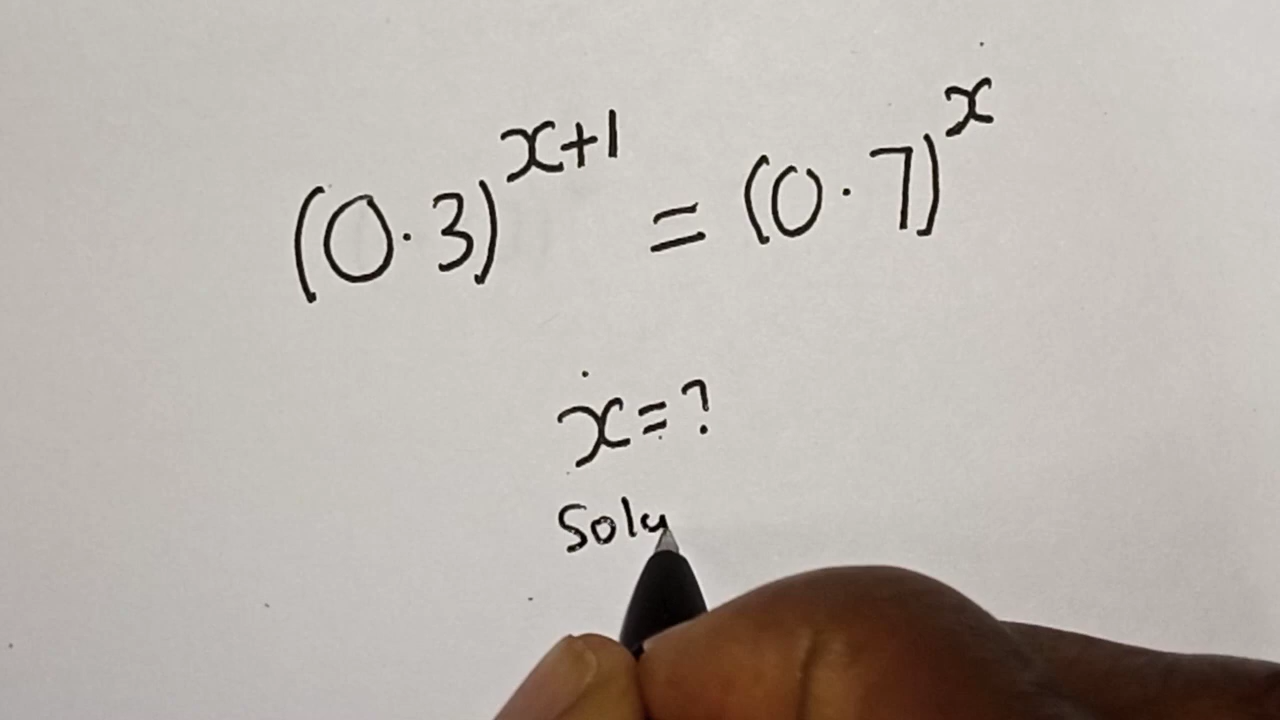 (0.3)^{x+1} = (0.7)^x
x=?
Solu